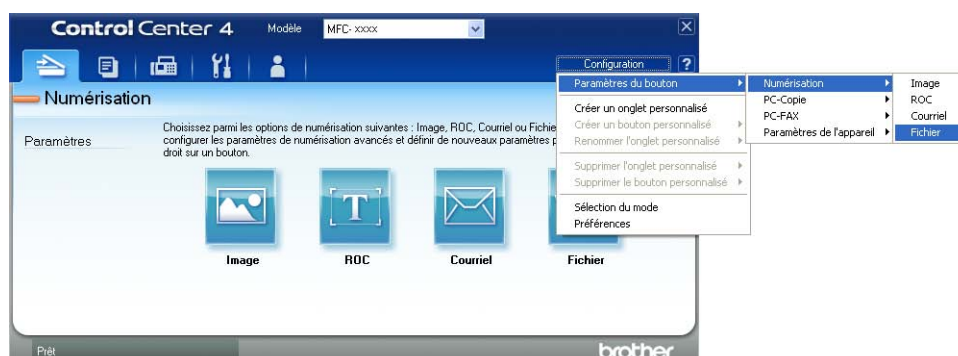 Control Center 4
Modèle
MFC- xxxx
Configuration
?
Numérisation
Paramètres
Choisissez parmi les options de numérisation suivantes : Image, ROC, Courriel ou Fichie
configurer les paramètres de numérisation avancés et définir de nouveaux paramètres p
droit sur un bouton.
Image
ROC
Courriel
Fichier
Paramètres du bouton
Créer un onglet personnalisé
Créer un bouton personnalisé
Renommer l'onglet personnalisé
Supprimer l'onglet personnalisé
Supprimer le bouton personnalisé
Sélection du mode
Préférences
Numérisation
PC-Copie
PC-FAX
Paramètres de l'appareil
Image
ROC
Courriel
Fichier
Prêt
brother